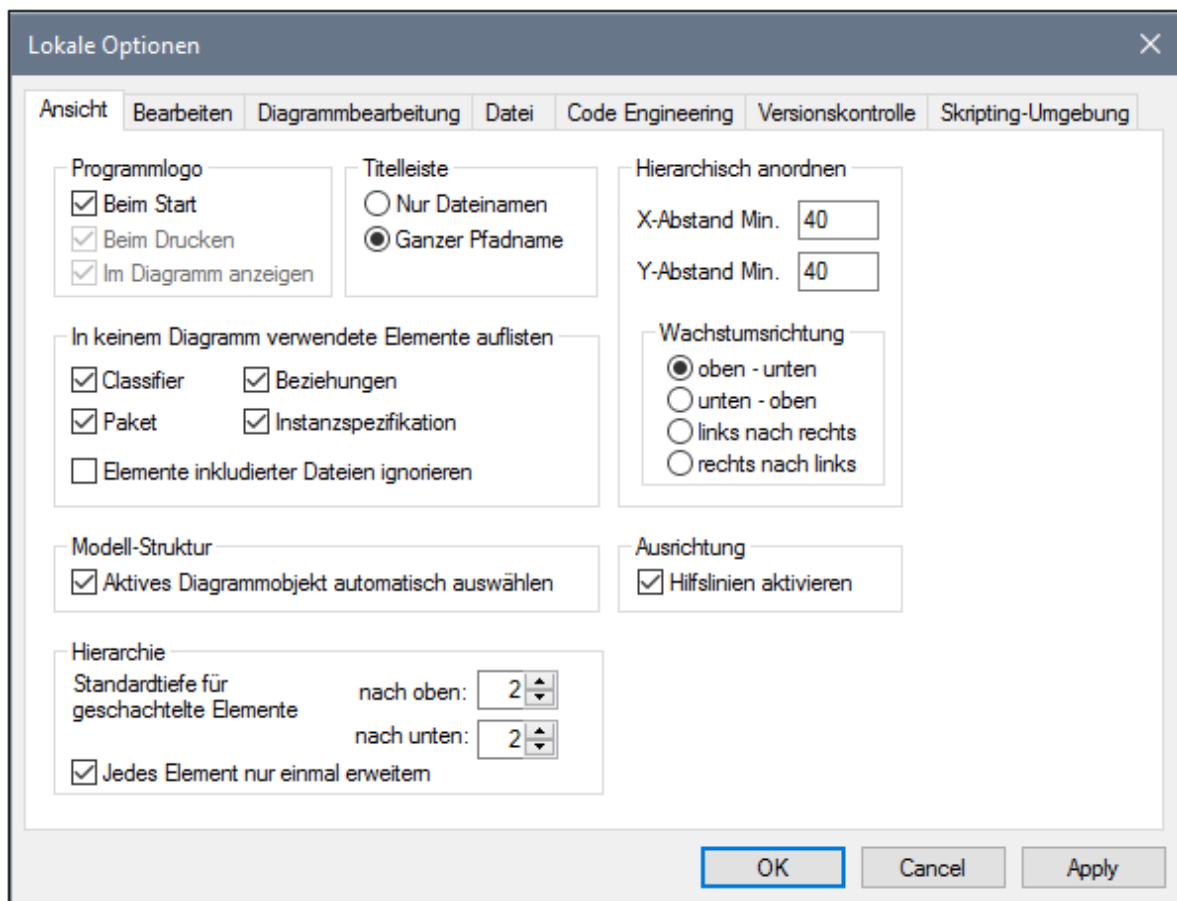 Lokale Optionen
Ansicht Bearbeiten Diagrammbearbeitung Datei Code Engineering Versionskontrolle Skripting-Umgebung
Programmlogo
Beim Start
Beim Drucken
Im Diagramm anzeigen
Titelleiste
Nur Dateinamen
Ganzer Pfadname
Hierarchisch anordnen
X-Abstand Min. 40
Y-Abstand Min. 40
Wachstumsrichtung
oben - unten
unten - oben
links nach rechts
rechts nach links
In keinem Diagramm verwendete Elemente auflisten
Classifier Beziehungen
Paket Instanzspezifikation
Elemente inkludierter Dateien ignorieren
Modell-Struktur
Aktives Diagrammobjekt automatisch auswählen
Ausrichtung
Hilfslinien aktivieren
Hierarchie
Standardtiefe für
geschachtelte Elemente
nach oben: 2
nach unten: 2
Jedes Element nur einmal erweitern
OK Cancel Apply